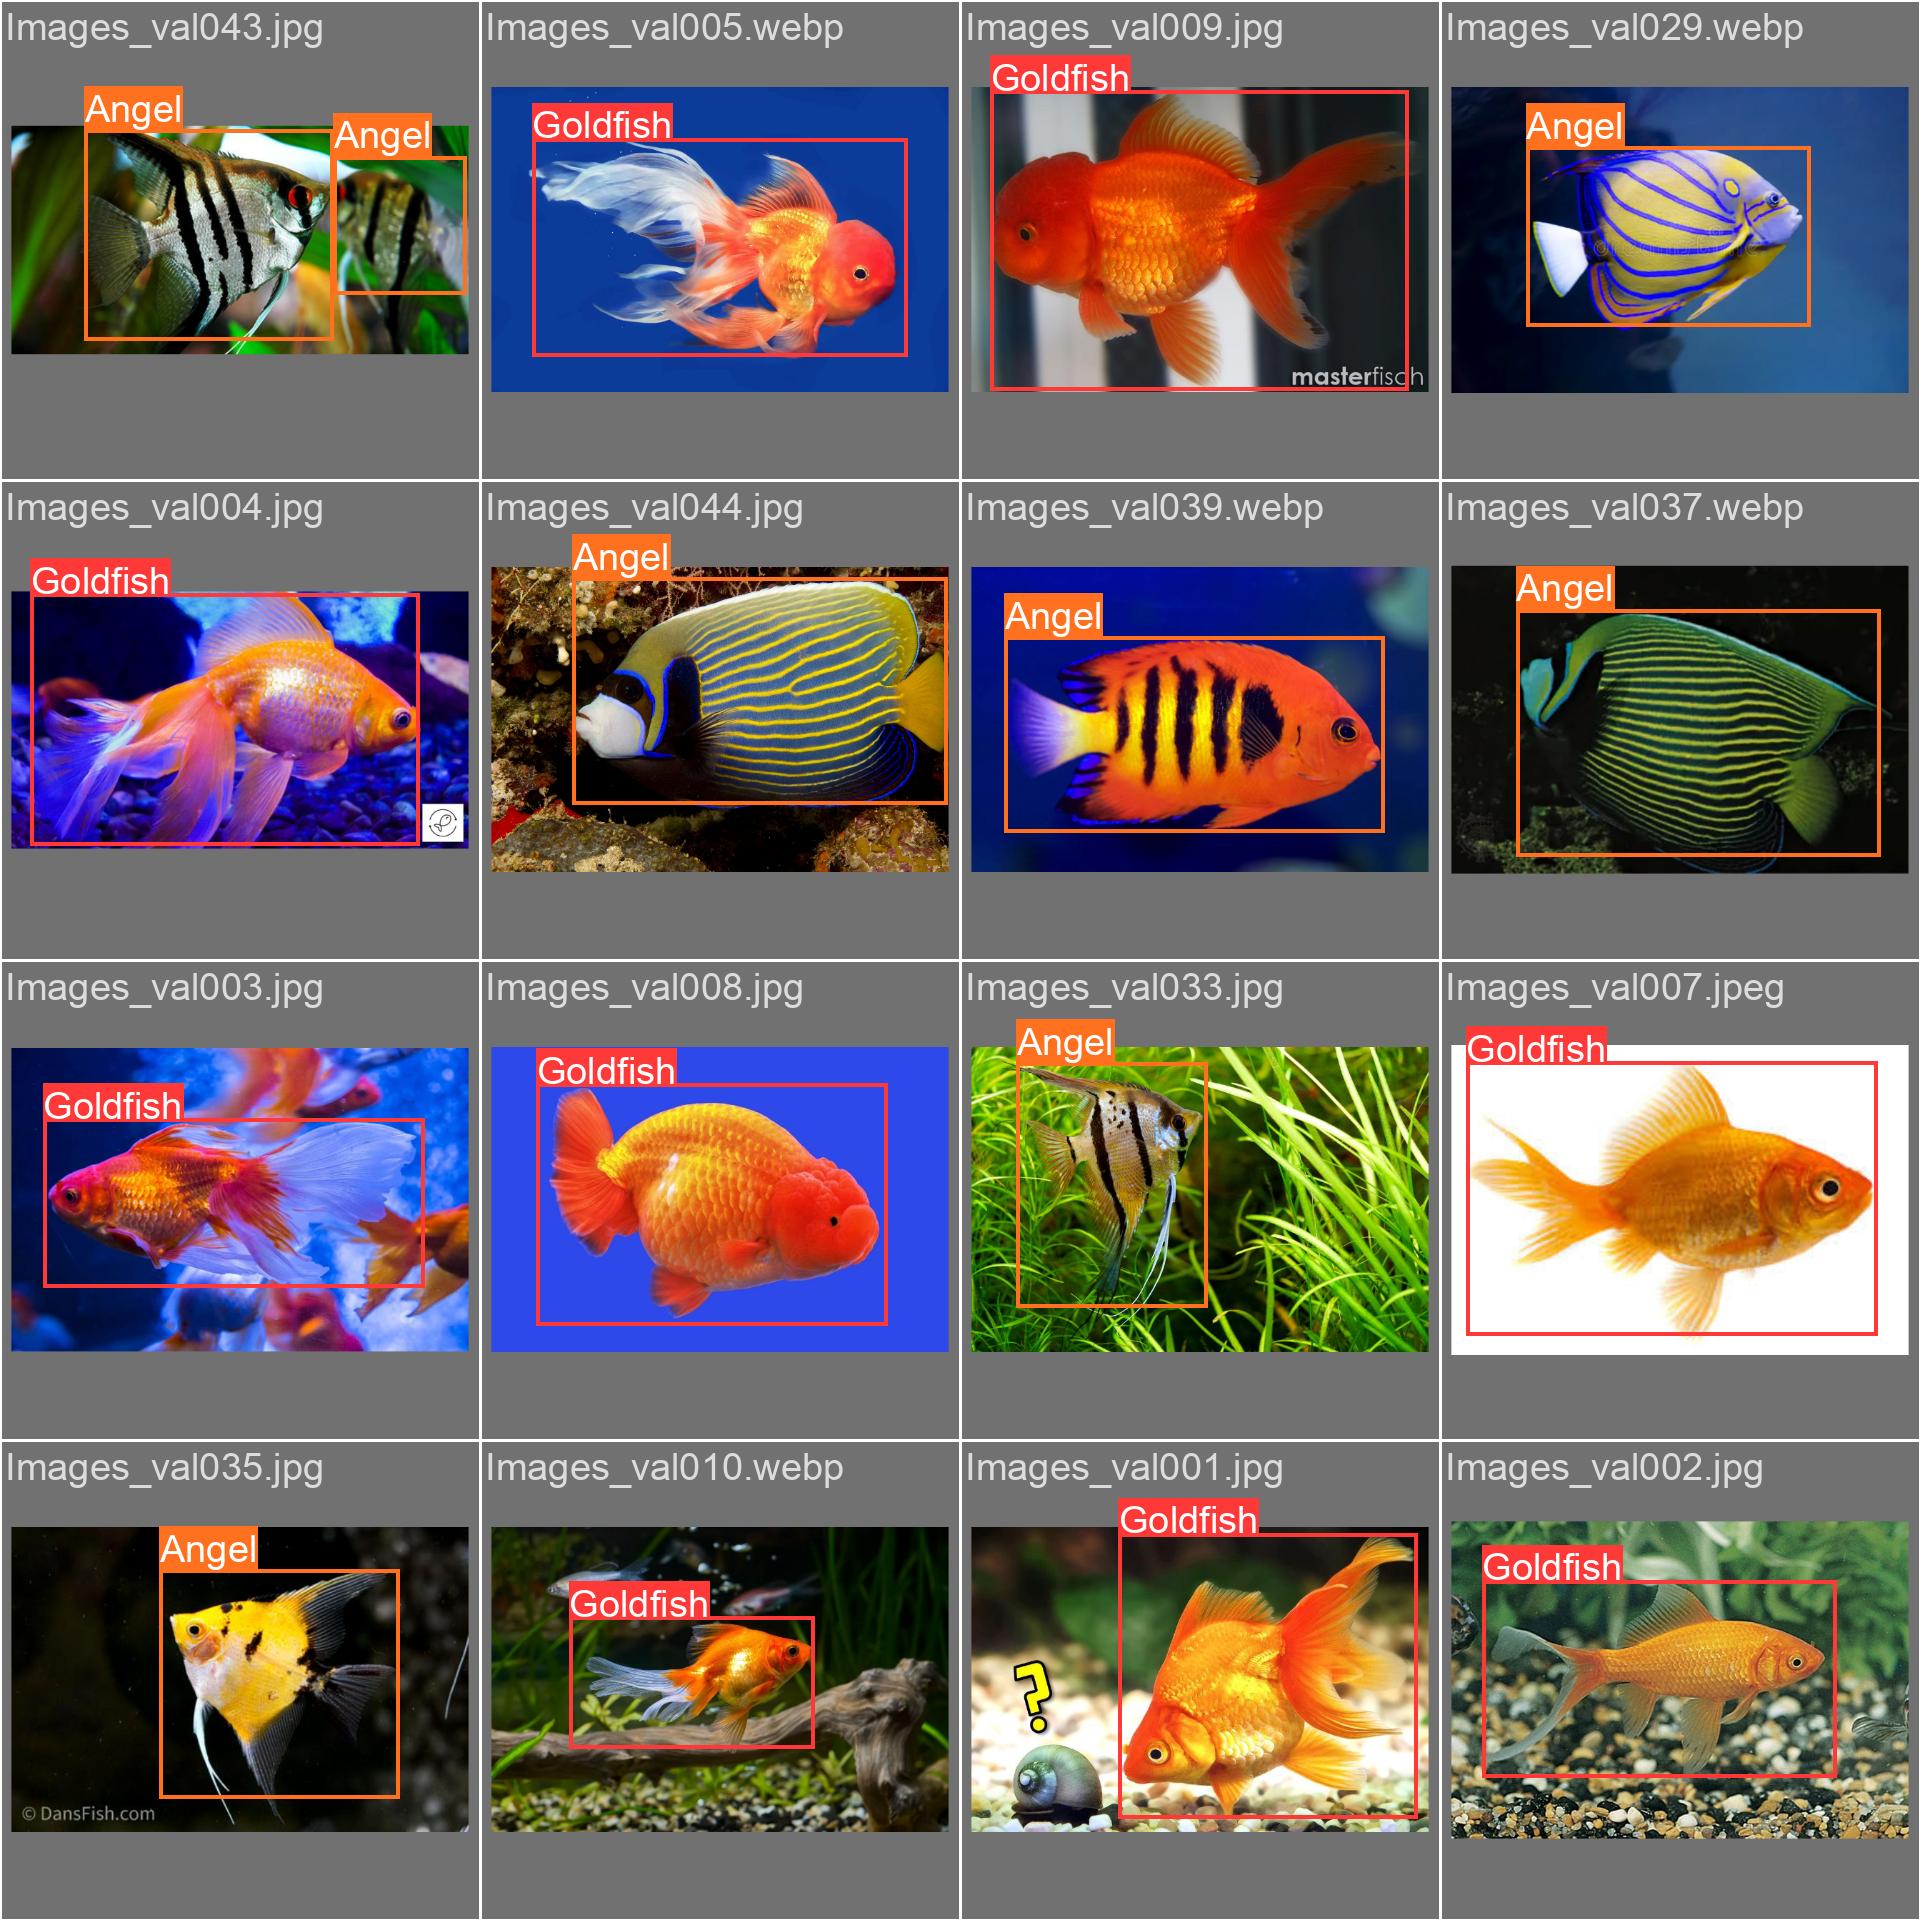 Images_val043.jpg
Images_val005.webp
Images_val009.jpg
Images_val029.webp
Angel
Angel
Goldfish
Goldfish
masterfisch
Angel
Images_val004.jpg
Images_val044.jpg
Images_val039.webp
Images_val037.webp
Goldfish
Angel
Angel
Angel
Images_val003.jpg
Images_val008.jpg
Images_val033.jpg
Images_val007.jpeg
Goldfish
Goldfish
Angel
Goldfish
Images_val035.jpg
Images_val010.webp
Images_val001.jpg
Images_val002.jpg
Angel
© DansFish.com
Goldfish
Goldfish
?
Goldfish